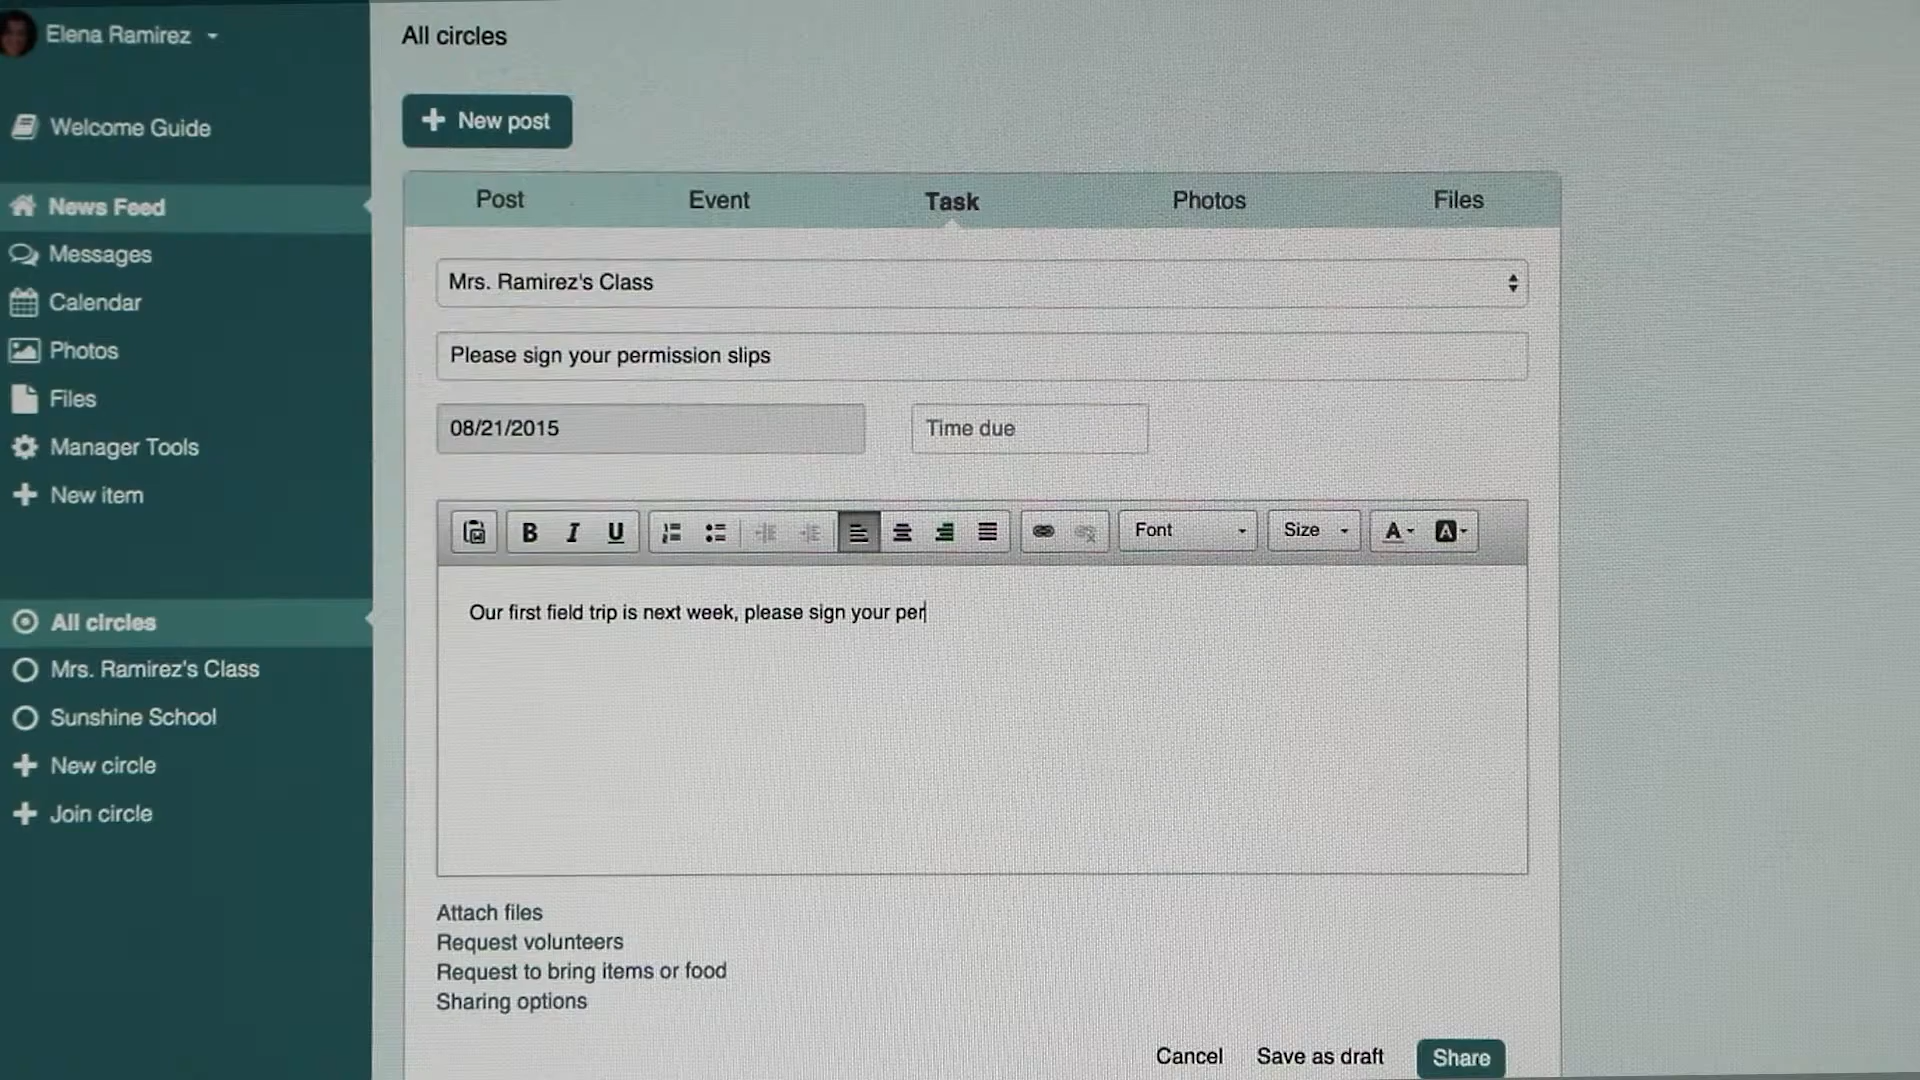 Elena Ramirez
Welcome Guide
News Feed
Messages
Calendar
Photos
Files
Manager Tools
New item
All circles
Mrs. Ramirez's Class
Sunshine School
New circle
Join circle
All circles
New post
Post Event Task Photos Files
Mrs. Ramirez's Class
Please sign your permission slips
08/21/2015 Time due
B I U Font Size A A
Our first field trip is next week, please sign your per
Attach files
Request volunteers
Request to bring items or food
Sharing options
Cancel Save as draft Share